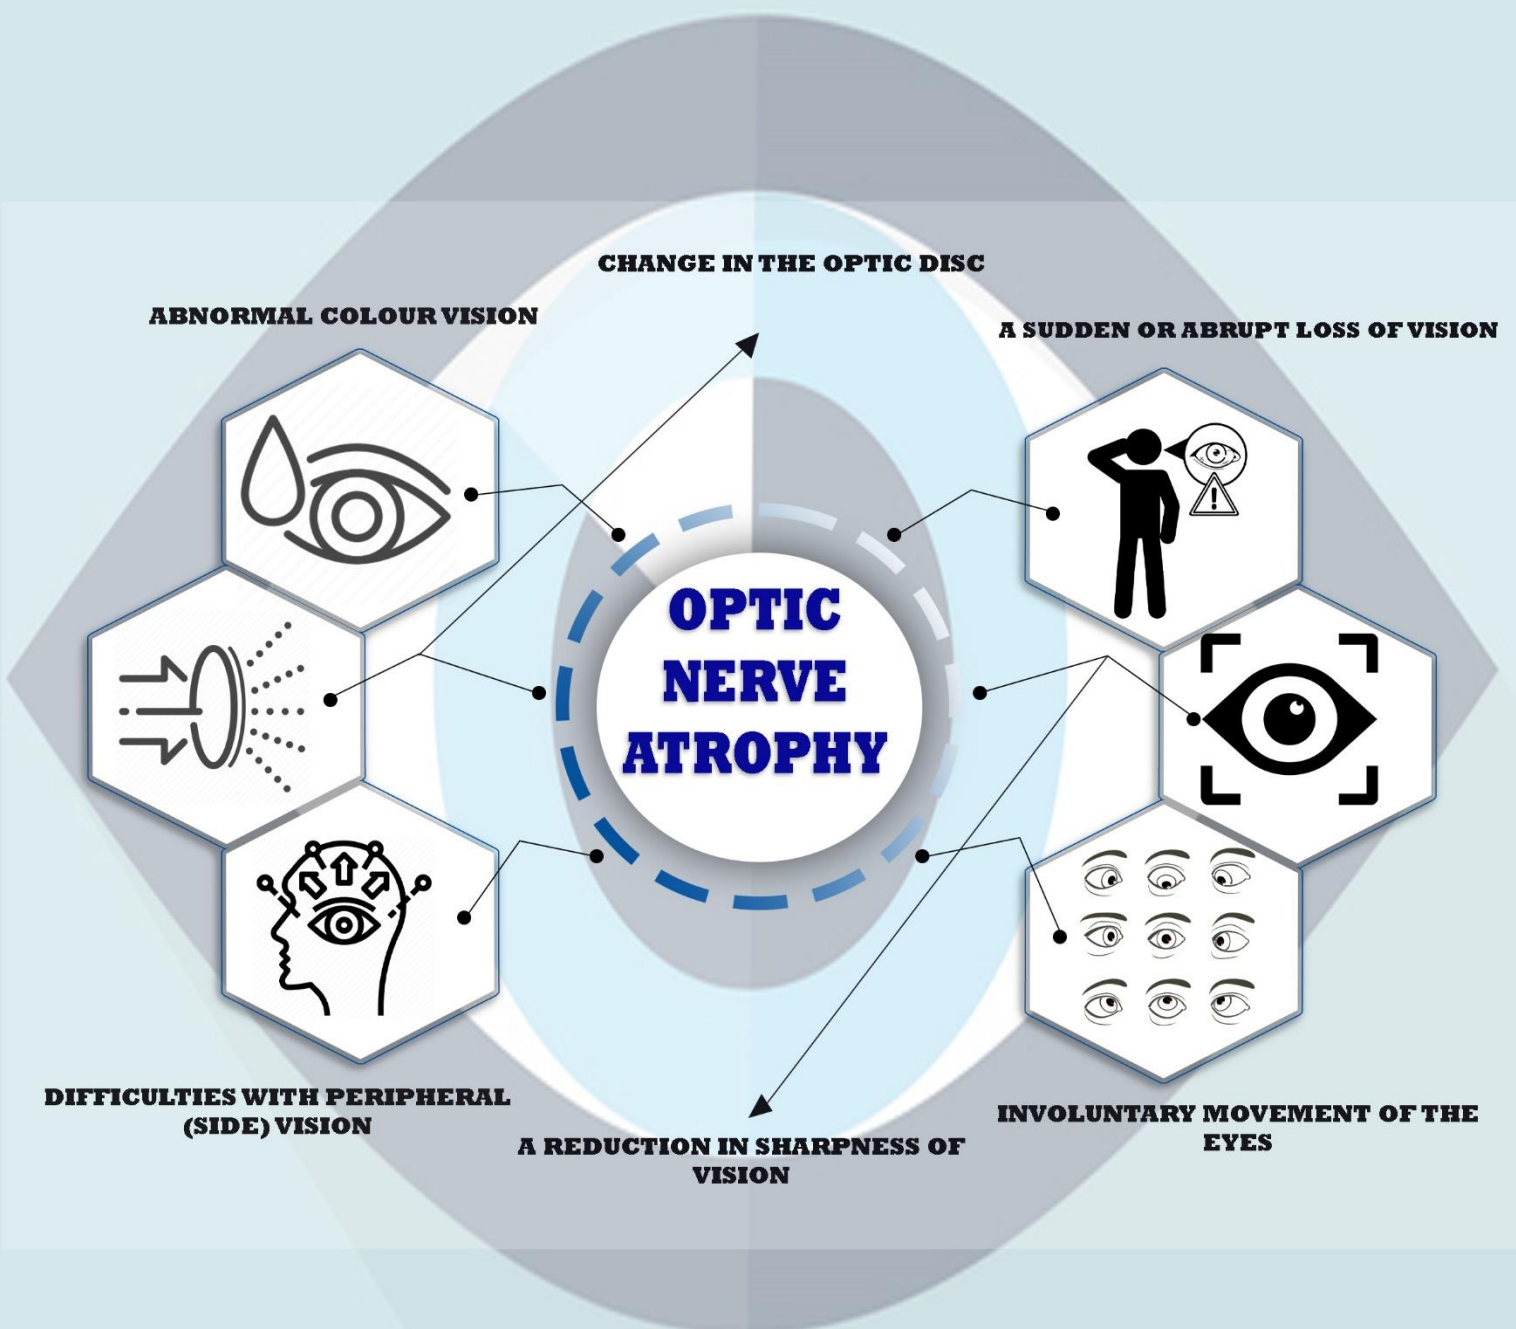 CHANGE IN THE OPTIC DISC
ABNORMAL COLOUR VISION
A SUDDEN OR ABRUPT LOSS OF VISION
OPTIC
NERVE
ATROPHY
DIFFICULTIES WITH PERIPHERAL
(SIDE) VISION
A REDUCTION IN SHARPNESS OF
VISION
INVOLUNTARY MOVEMENT OF THE
EYES